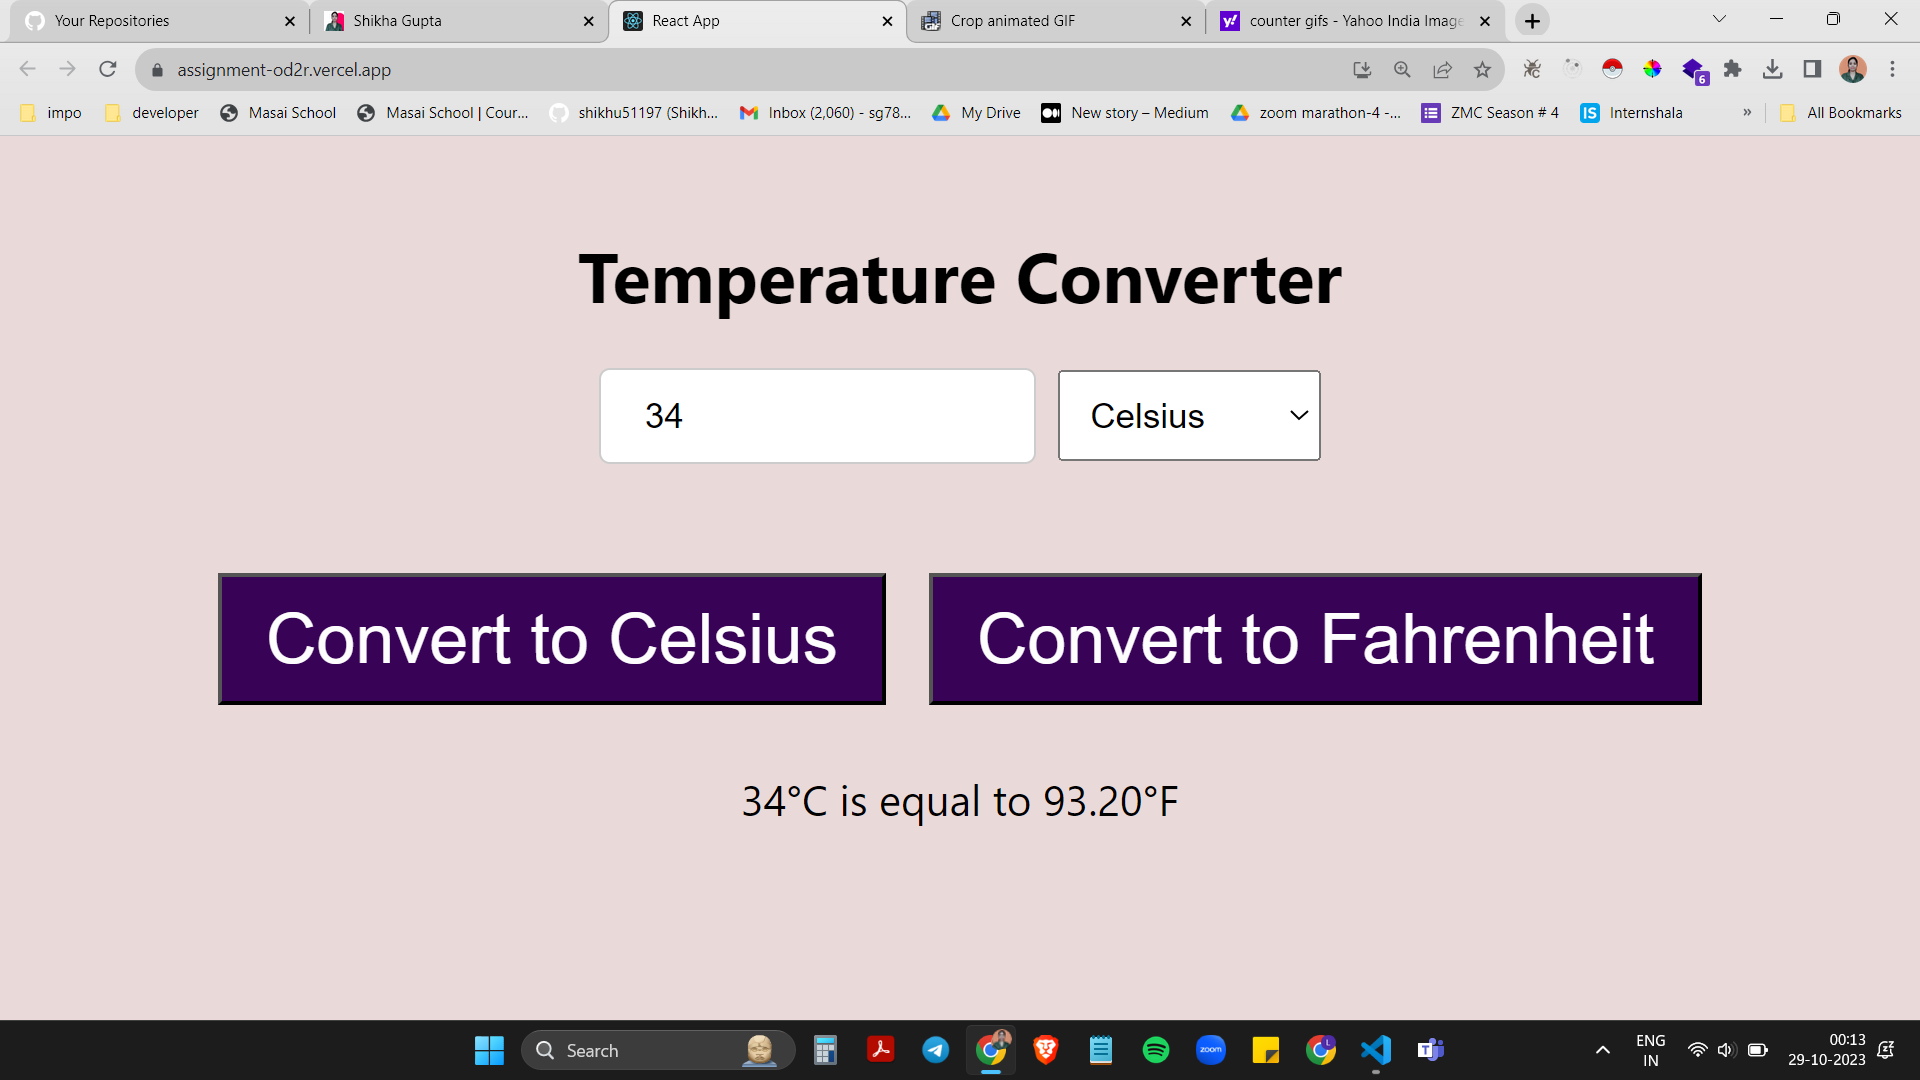 Your Repositories
Shikha Gupta
React App
Crop animated GIF
counter gifs - Yahoo India Image
assignment-od2r.vercel.app
6
impo
developer
Masai School
Masai School | Cour...
shikhu51197 (Shikh...
Inbox (2,060) - sg78...
My Drive
New story – Medium
zoom marathon-4 -...
ZMC Season # 4
IS Internshala
»
All Bookmarks
Temperature Converter
34
Celsius
Convert to Celsius
Convert to Fahrenheit
34°C is equal to 93.20°F
Search
zoom
L
ENG
IN
00:13
29-10-2023